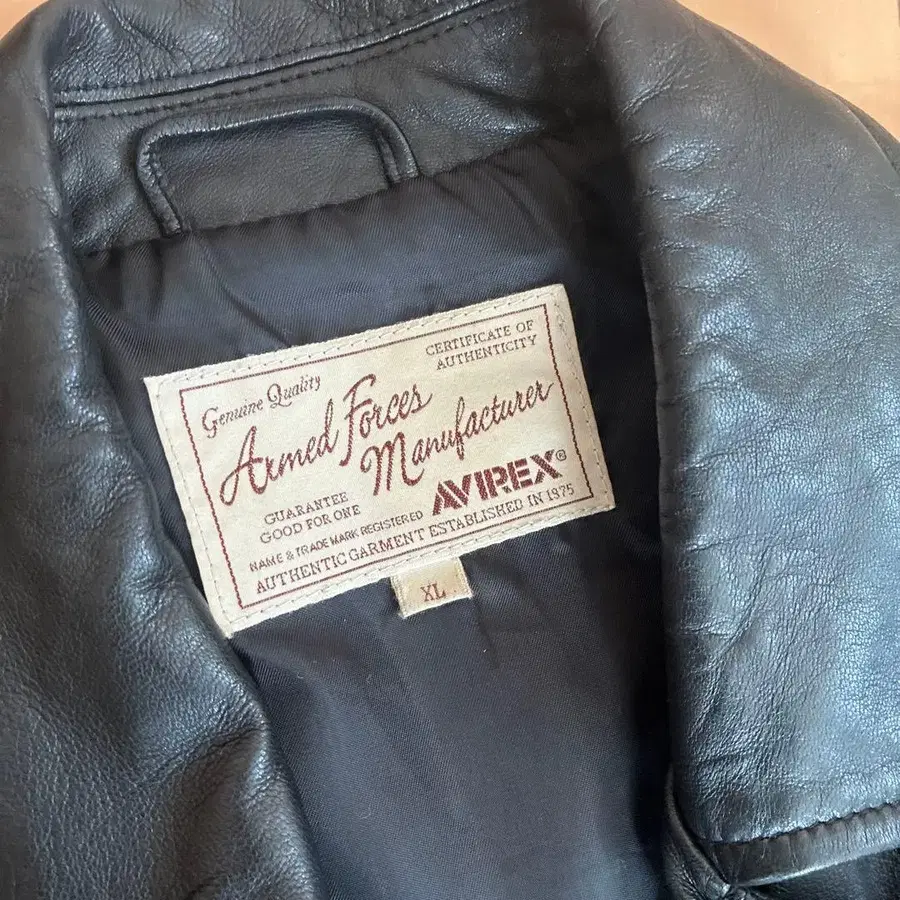 Genuine Quality
CERTIFICATE OF
AUTHENTICITY
Armed Forces
Manufacturer
GUARANTEE
GOOD FOR ONE
AVIREX®
NAME & TRADE MARK REGISTERED
AUTHENTIC GARMENT ESTABLISHED IN 1975
XL